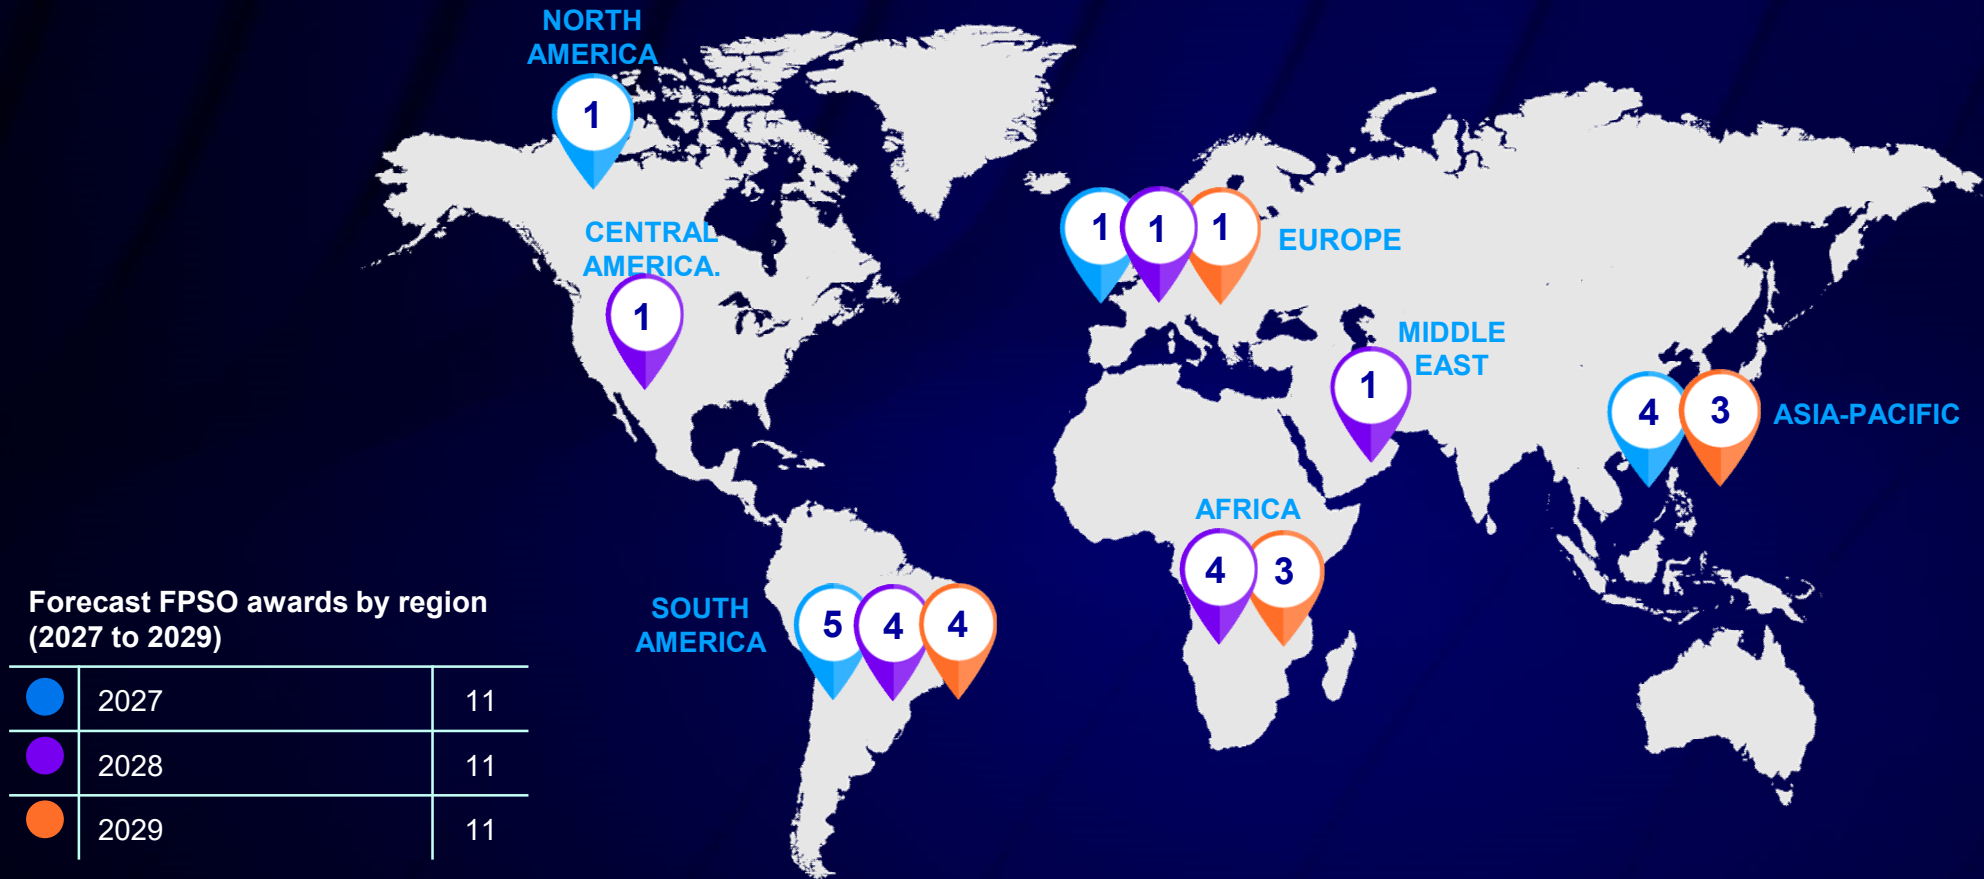 NORTH
AMERICA
1
CENTRAL
AMERICA.
1
1 1 1 EUROPE
MIDDLE
EAST
1
4 3 ASIA-PACIFIC
AFRICA
4 3
SOUTH
AMERICA
5 4 4
Forecast FPSO awards by region
(2027 to 2029)
2027 11
2028 11
2029 11